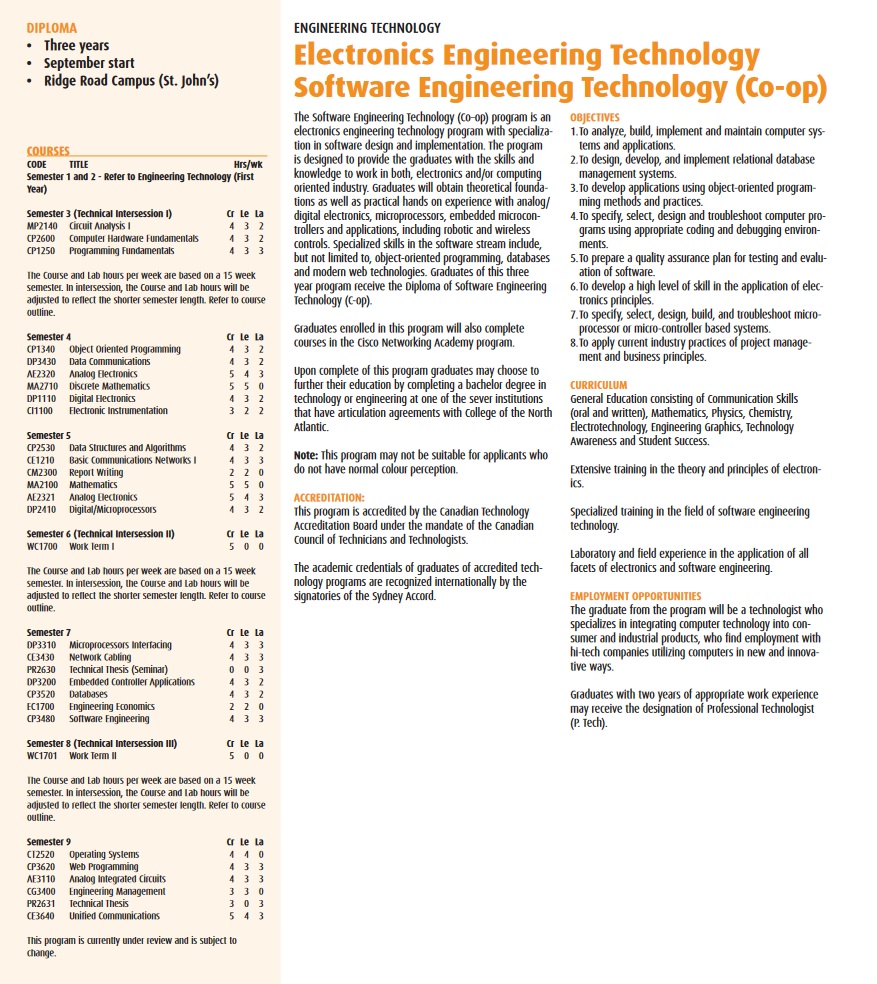 DIPLOMA
• Three years
• September start
• Ridge Road Campus (St. John's)
COURSES
CODE TITLE Hrs/wk
Semester 1 and 2 - Refer to Engineering Technology (First
Year)
Semester 3 (Technical Intersession I) Cr Le La
MP2140 Circuit Analysis I 4 3 2
CP2600 Computer Hardware Fundamentals 4 3 2
CP1250 Programming Fundamentals 4 3 3
The Course and Lab hours per week are based on a 15 week
semester. In intersession, the Course and Lab hours will be
adjusted to reflect the shorter semester length. Refer to course
outline.
Semester 4 Cr Le La
CP1340 Object Oriented Programming 4 3 2
DP3430 Data Communications 4 3 2
AE2320 Analog Electronics 5 4 3
MA2710 Discrete Mathematics 5 5 0
DP1110 Digital Electronics 4 3 2
CI1100 Electronic Instrumentation 3 2 2
Semester 5 Cr Le La
CP2530 Data Structures and Algorithms 4 3 2
CE1210 Basic Communications Networks I 4 3 3
CM2300 Report Writing 2 2 0
MA2100 Mathematics 5 5 0
AE2321 Analog Electronics 5 4 3
DP2410 Digital/Microprocessors 4 3 2
Semester 6 (Technical Intersession II) Cr Le La
WC1700 Work Term I 5 0 0
The Course and Lab hours per week are based on a 15 week
semester. In intersession, the Course and Lab hours will be
adjusted to reflect the shorter semester length. Refer to course
outline.
Semester 7 Cr Le La
DP3310 Microprocessors Interfacing 4 3 3
CE3430 Network Cabling 4 3 3
PR2630 Technical Thesis (Seminar) 0 0 3
DP3200 Embedded Controller Applications 4 3 2
CP3520 Databases 4 3 2
EC1700 Engineering Economics 2 2 0
CP3480 Software Engineering 4 3 3
Semester 8 (Technical Intersession III) Cr Le La
WC1701 Work Term II 5 0 0
The Course and Lab hours per week are based on a 15 week
semester. In intersession, the Course and Lab hours will be
adjusted to reflect the shorter semester length. Refer to course
outline.
Semester 9 Cr Le La
CT2520 Operating Systems 4 4 0
CP3620 Web Programming 4 3 3
AE3110 Analog Integrated Circuits 4 3 3
CG3400 Engineering Management 3 3 0
PR2631 Technical Thesis 3 0 3
CE3640 Unified Communications 5 4 3
This program is currently under review and is subject to
change.
ENGINEERING TECHNOLOGY
Electronics Engineering Technology
Software Engineering Technology (Co-op)
The Software Engineering Technology (Co-op) program is an
electronics engineering technology program with specializa-
tion in software design and implementation. The program
is designed to provide the graduates with the skills and
knowledge to work in both, electronics and/or computing
oriented industry. Graduates will obtain theoretical founda-
tions as well as practical hands on experience with analog/
digital electronics, microprocessors, embedded microcon-
trollers and applications, including robotic and wireless
controls. Specialized skills in the software stream include,
but not limited to, object-oriented programming, databases
and modern web technologies. Graduates of this three
year program receive the Diploma of Software Engineering
Technology (C-op).
Graduates enrolled in this program will also complete
courses in the Cisco Networking Academy program.
Upon complete of this program graduates may choose to
further their education by completing a bachelor degree in
technology or engineering at one of the sever institutions
that have articulation agreements with College of the North
Atlantic.
Note: This program may not be suitable for applicants who
do not have normal colour perception.
ACCREDITATION:
This program is accredited by the Canadian Technology
Accreditation Board under the mandate of the Canadian
Council of Technicians and Technologists.
The academic credentials of graduates of accredited tech-
nology programs are recognized internationally by the
signatories of the Sydney Accord.
OBJECTIVES
1. To analyze, build, implement and maintain computer sys-
tems and applications.
2. To design, develop, and implement relational database
management systems.
3. To develop applications using object-oriented program-
ming methods and practices.
4. To specify, select, design and troubleshoot computer pro-
grams using appropriate coding and debugging environ-
ments.
5. To prepare a quality assurance plan for testing and evalu-
ation of software.
6. To develop a high level of skill in the application of elec-
tronics principles.
7. To specify, select, design, build, and troubleshoot micro-
processor or micro-controller based systems.
8. To apply current industry practices of project manage-
ment and business principles.
CURRICULUM
General Education consisting of Communication Skills
(oral and written), Mathematics, Physics, Chemistry,
Electrotechnology, Engineering Graphics, Technology
Awareness and Student Success.
Extensive training in the theory and principles of electron-
ics.
Specialized training in the field of software engineering
technology.
Laboratory and field experience in the application of all
facets of electronics and software engineering.
EMPLOYMENT OPPORTUNITIES
The graduate from the program will be a technologist who
specializes in integrating computer technology into con-
sumer and industrial products, who find employment with
hi-tech companies utilizing computers in new and innova-
tive ways.
Graduates with two years of appropriate work experience
may receive the designation of Professional Technologist
(P. Tech).